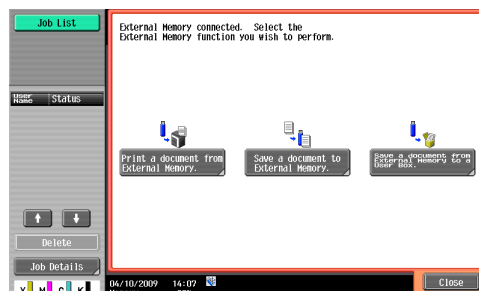 Job List
External Memory connected. Select the
External Memory function you wish to perform.
User
Name
Status
Print a document from
External Memory.
Save a document to
External Memory.
Save a document from
External Memory to a
User Box.
Delete
Job Details
04/10/2009 14:07
Close
Y M C K